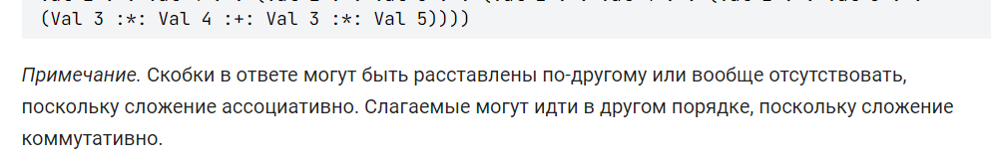 (Val 3 :*: Val 4 :+: Val 3 :*: Val 5))))
Примечание. Скобки в ответе могут быть расставлены по-другому или вообще отсутствовать,
поскольку сложение ассоциативно. Слагаемые могут идти в другом порядке, поскольку сложение
коммутативно.